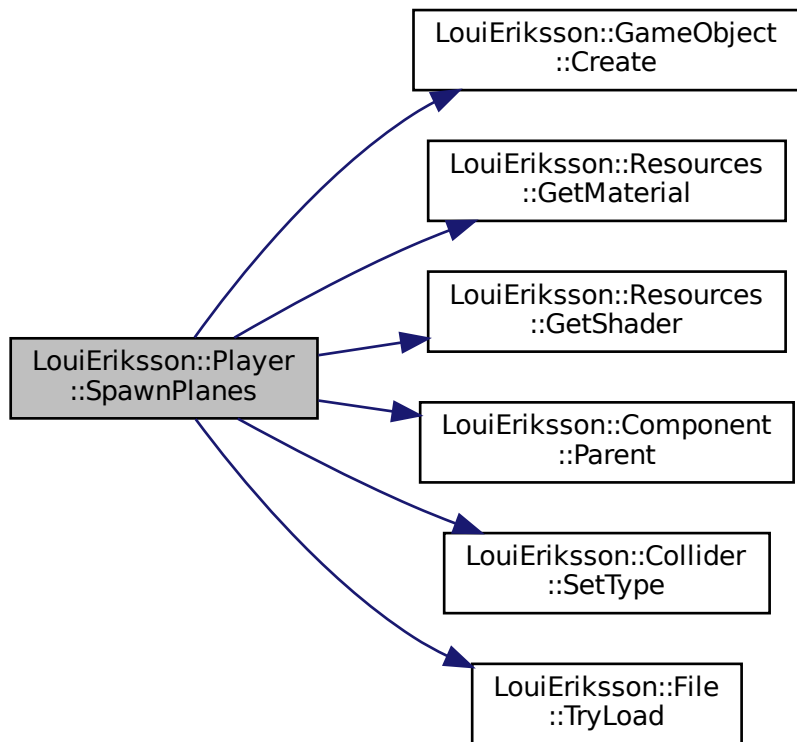 LouiEriksson::GameObject
::Create
LouiEriksson::Resources
::GetMaterial
LouiEriksson::Resources
::GetShader
LouiEriksson::Player
::SpawnPlanes
LouiEriksson::Component
::Parent
LouiEriksson::Collider
::SetType
LouiEriksson::File
::TryLoad